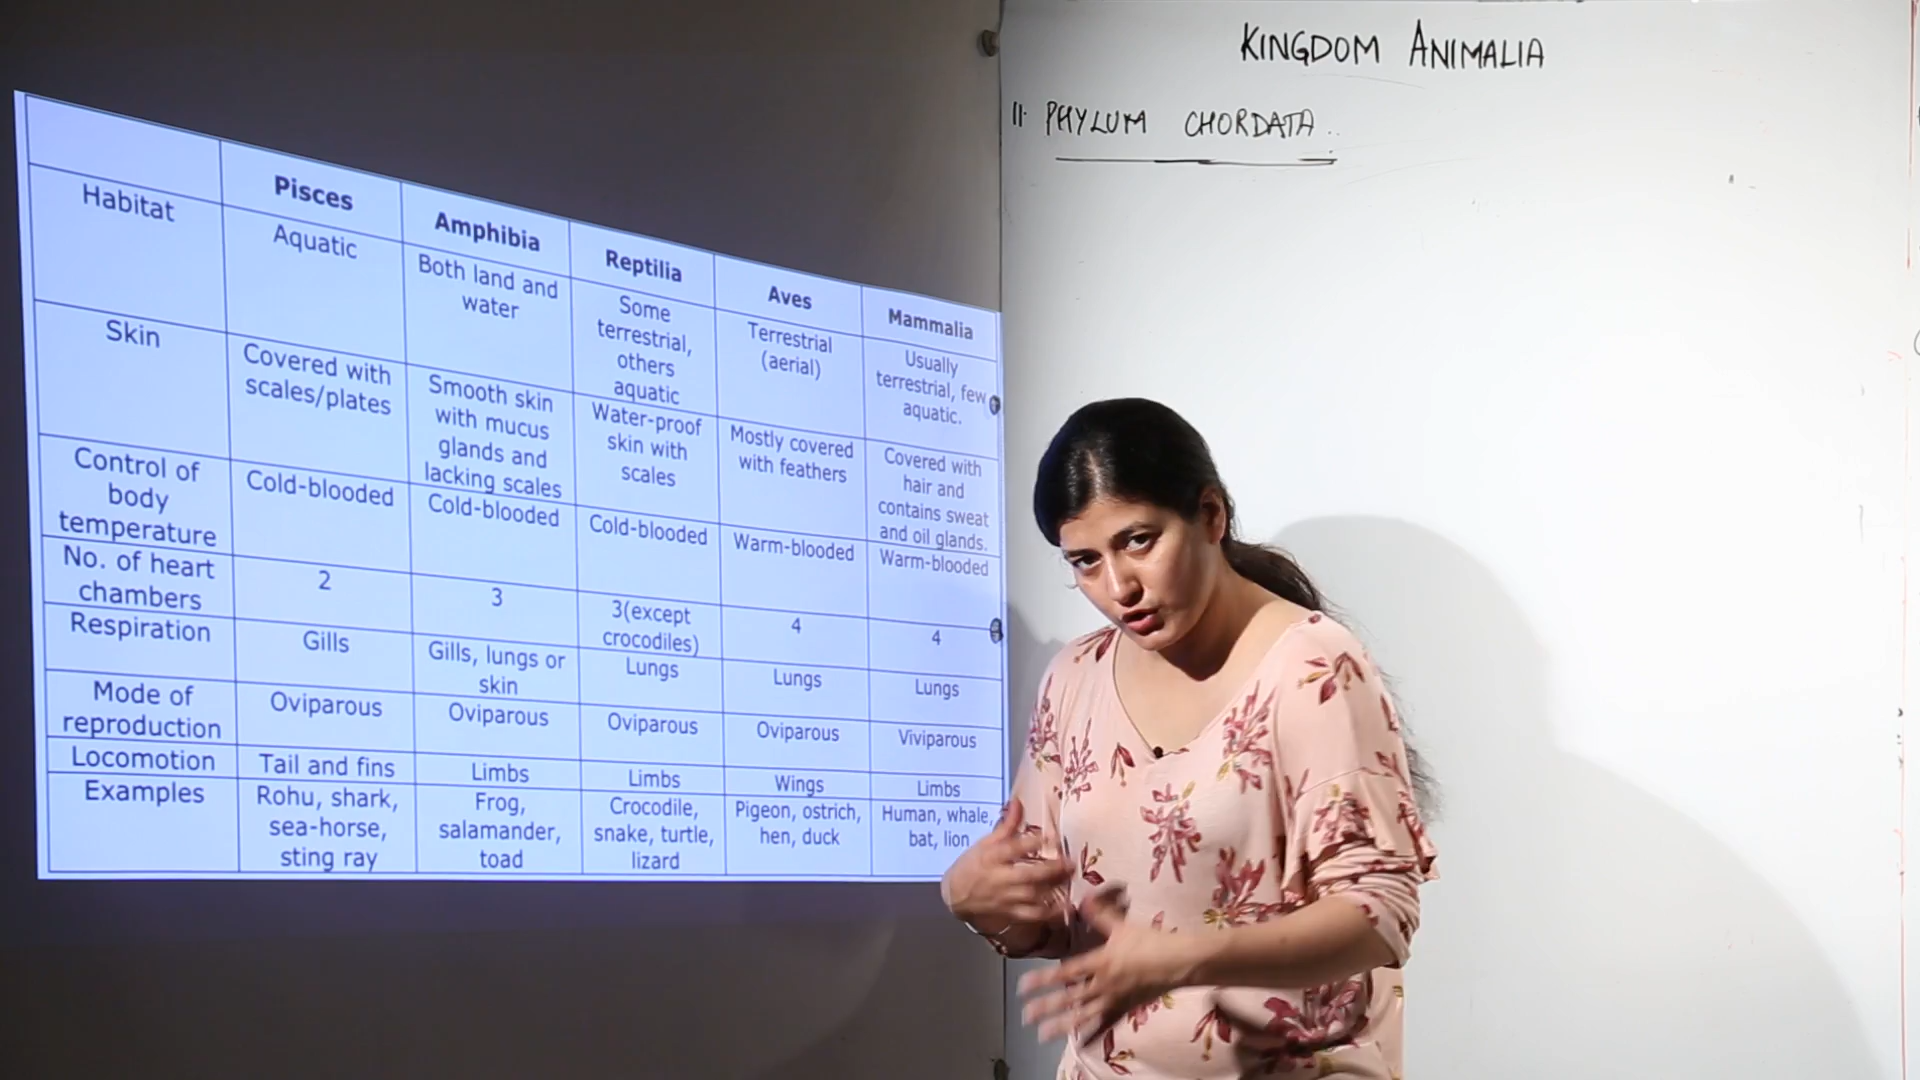 KINGDOM ANIMALIA
11. PHYLUM CHORDATA..
Pisces
Amphibia
Reptilia
Aves
Mammalia
Habitat
Aquatic
Both land and
water
Some
terrestrial,
others
aquatic
Terrestrial
(aerial)
Usually
terrestrial, few
aquatic.
Skin
Covered with
scales/plates
Smooth skin
with mucus
glands and
lacking scales
Water-proof
skin with
scales
Mostly covered
with feathers
Covered with
hair and
contains sweat
and oil glands.
Control of
body
temperature
Cold-blooded
Cold-blooded
Cold-blooded
Warm-blooded
Warm-blooded
No. of heart
chambers
2
3
3(except
crocodiles)
4
4
Respiration
Gills
Gills, lungs or
skin
Lungs
Lungs
Lungs
Mode of
reproduction
Oviparous
Oviparous
Oviparous
Oviparous
Viviparous
Locomotion
Tail and fins
Limbs
Limbs
Wings
Limbs
Examples
Rohu, shark,
sea-horse,
sting ray
Frog,
salamander,
toad
Crocodile,
snake, turtle,
lizard
Pigeon, ostrich,
hen, duck
Human, whale,
bat, lion